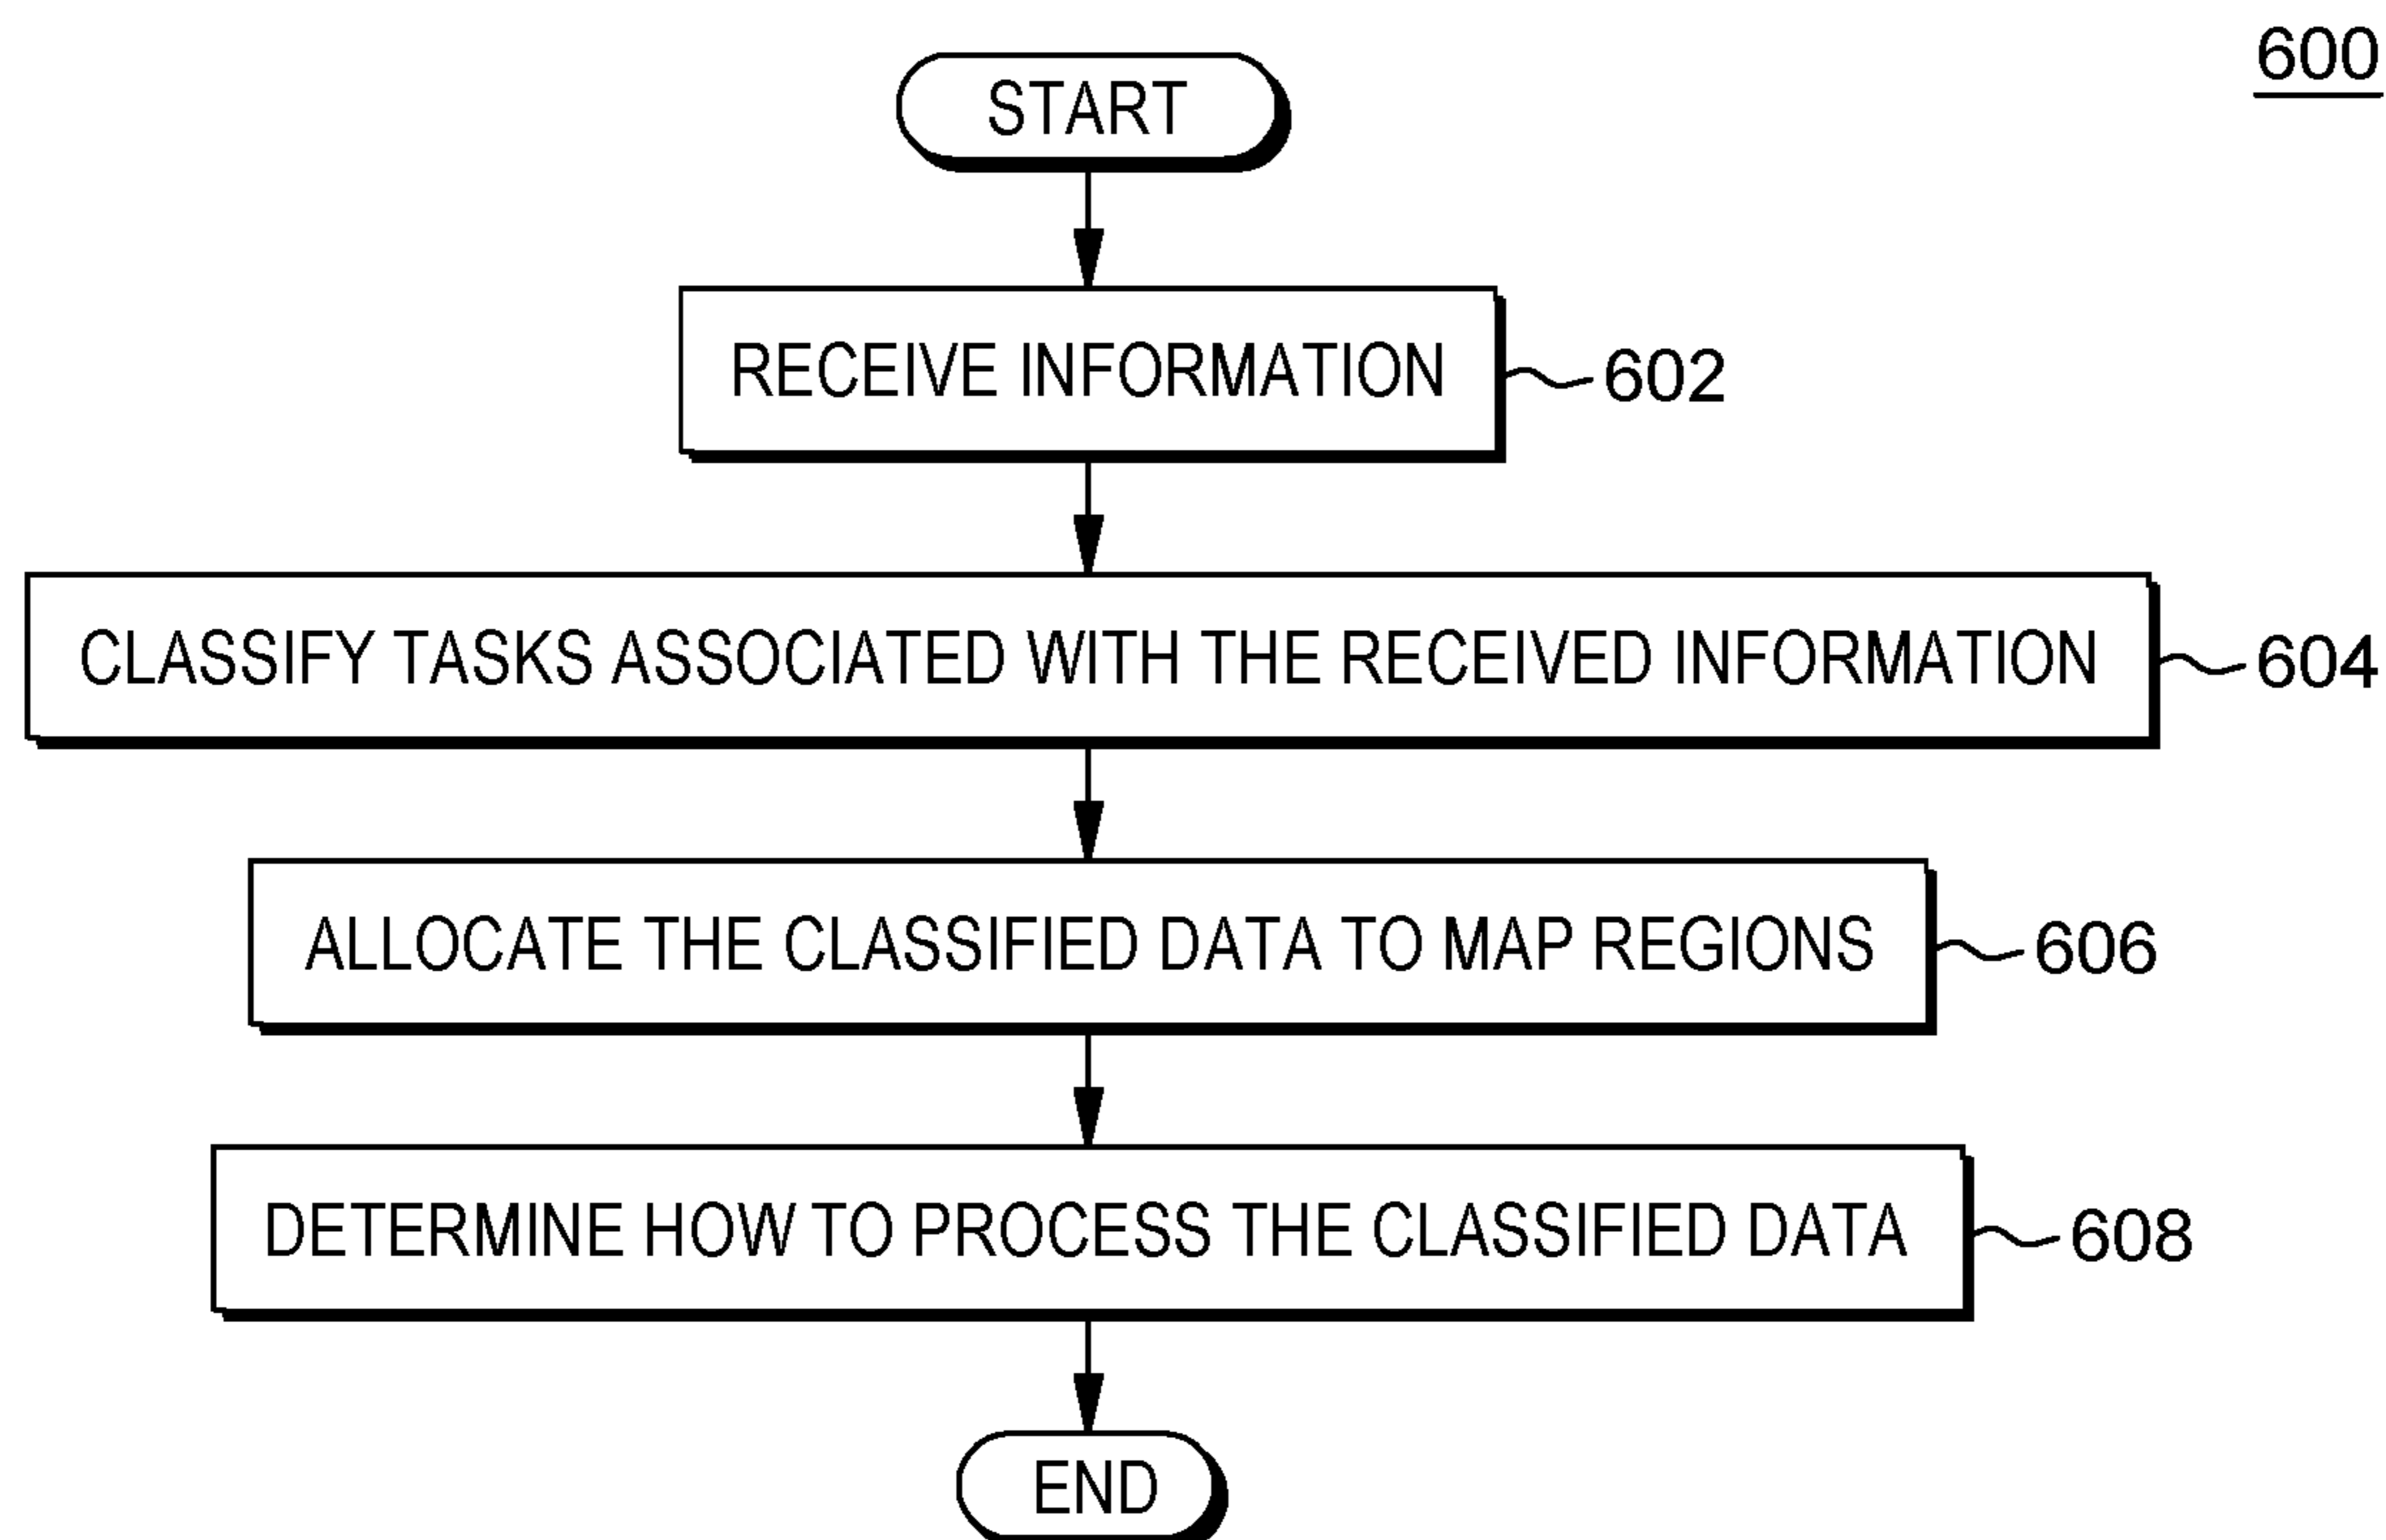 600
START
RECEIVE INFORMATION
602
CLASSIFY TASKS ASSOCIATED WITH THE RECEIVED INFORMATION
604
ALLOCATE THE CLASSIFIED DATA TO MAP REGIONS
606
DETERMINE HOW TO PROCESS THE CLASSIFIED DATA
608
END